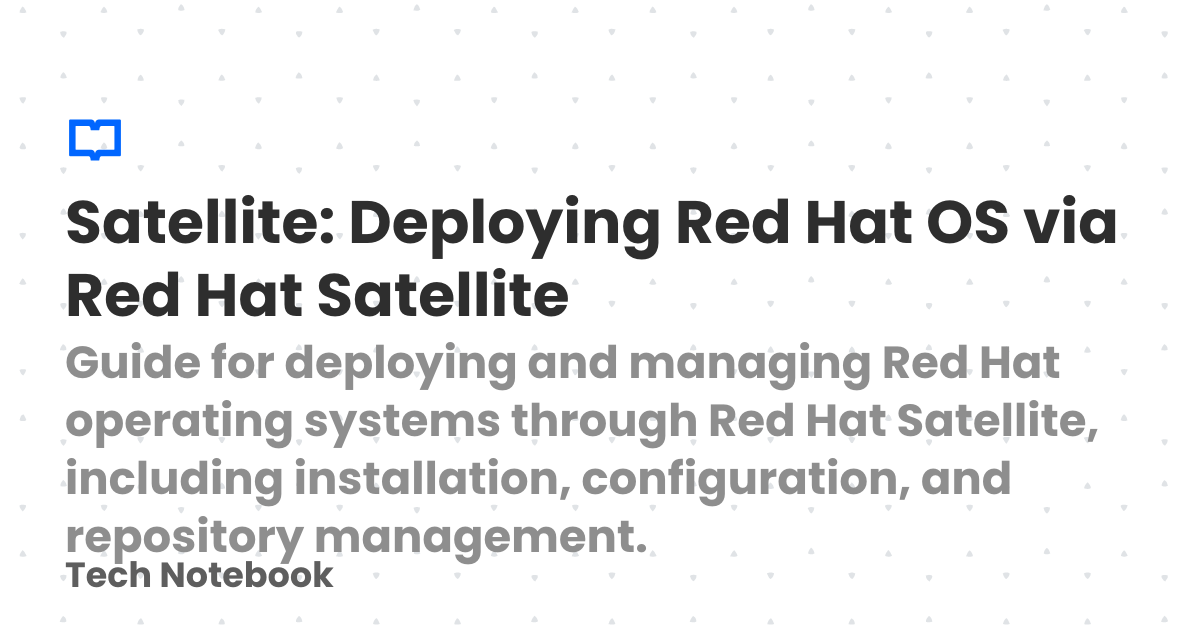 Satellite: Deploying Red Hat OS via
Red Hat Satellite
Guide for deploying and managing Red Hat
operating systems through Red Hat Satellite,
including installation, configuration, and
repository management.
Tech Notebook